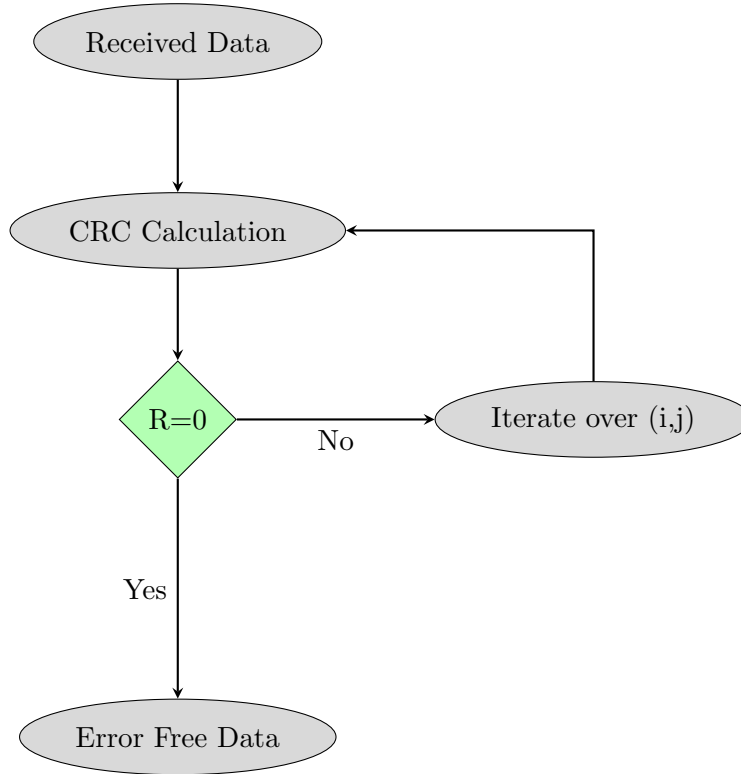 Received Data
CRC Calculation
R=0
No
Iterate over (i,j)
Yes
Error Free Data